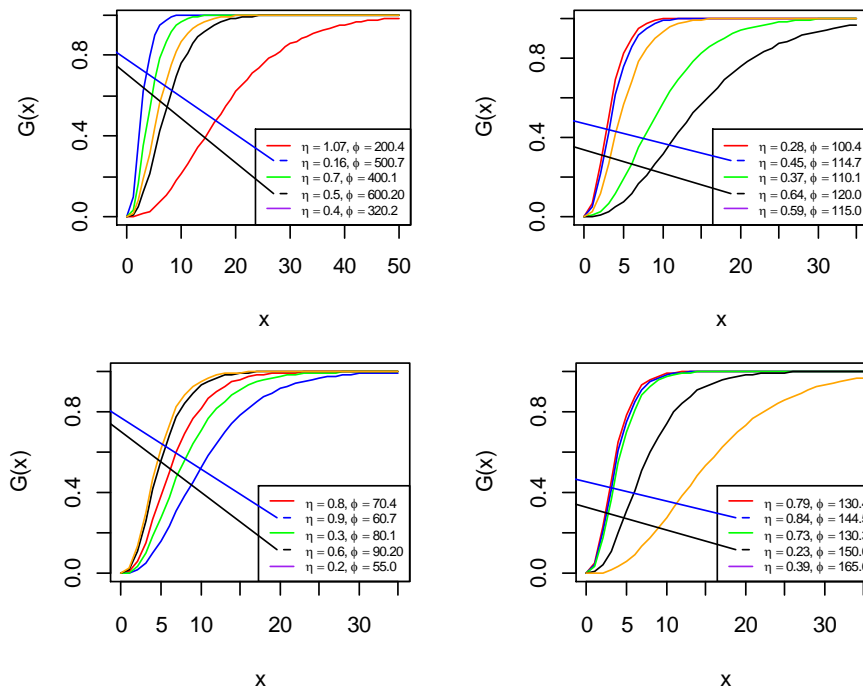 G(x)
0.0 0.4 0.8
η = 1.07, ϕ = 200.4
η = 0.16, ϕ = 500.7
η = 0.7, ϕ = 400.1
η = 0.5, ϕ = 600.20
η = 0.4, ϕ = 320.2
0 10 20 30 40 50
x
G(x)
0.0 0.4 0.8
η = 0.28, ϕ = 100.4
η = 0.45, ϕ = 114.7
η = 0.37, ϕ = 110.1
η = 0.64, ϕ = 120.0
η = 0.59, ϕ = 115.0
0 5 10 20 30
x
G(x)
0.0 0.4 0.8
η = 0.8, ϕ = 70.4
η = 0.9, ϕ = 60.7
η = 0.3, ϕ = 80.1
η = 0.6, ϕ = 90.20
η = 0.2, ϕ = 55.0
0 5 10 20 30
x
G(x)
0.0 0.4 0.8
η = 0.79, ϕ = 130.4
η = 0.84, ϕ = 144.
η = 0.73, ϕ = 130.3
η = 0.23, ϕ = 150.
η = 0.39, ϕ = 165.
0 5 10 20 30
x